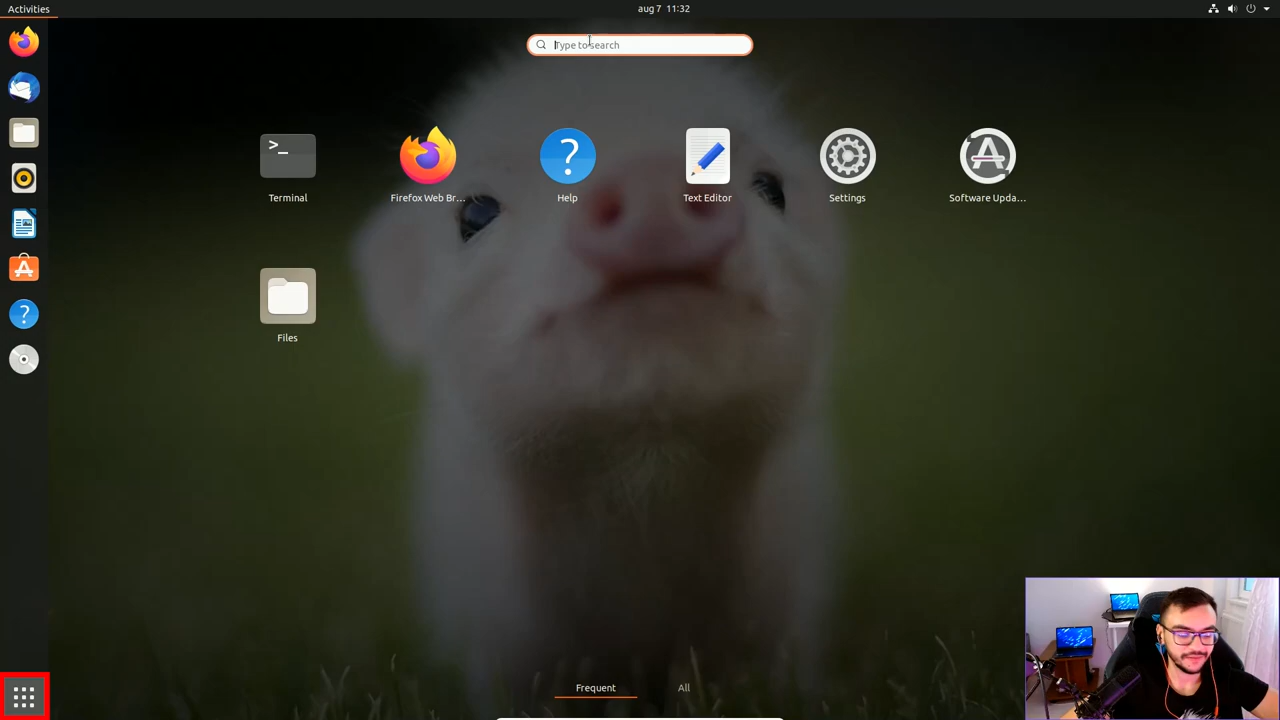 Activities
aug 7 11:32
Type to search
>_
Terminal
Firefox Web Br...
?
Help
Text Editor
Settings
A
Software Upda...
Files
?
Frequent
All